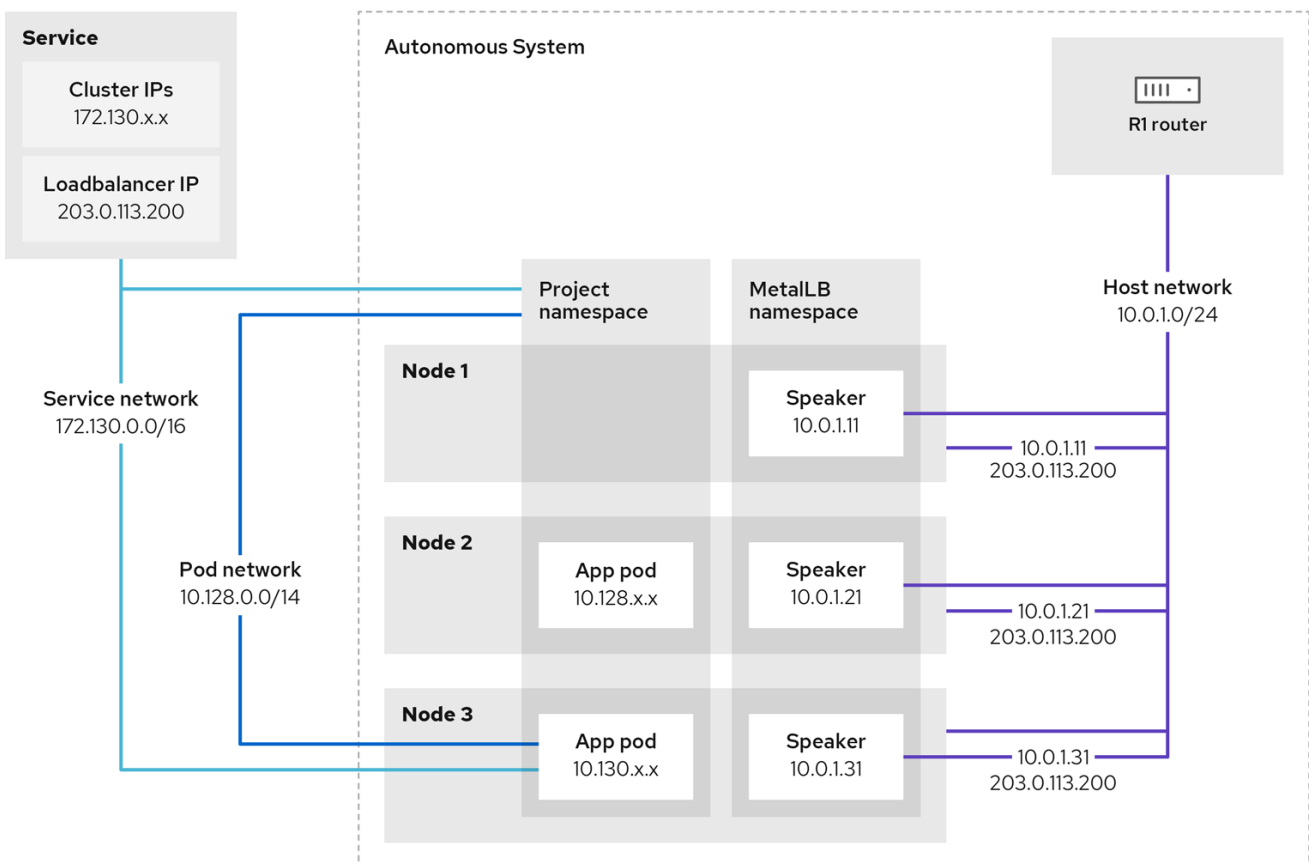 Service
Cluster IPs
172.130.x.x
Loadbalancer IP
203.0.113.200
Autonomous System
R1 router
Project
namespace
MetalLB
namespace
Host network
10.0.1.0/24
Service network
172.130.0.0/16
Pod network
10.128.0.0/14
Node 1
Speaker
10.0.1.11
10.0.1.11
203.0.113.200
Node 2
App pod
10.128.x.x
Speaker
10.0.1.21
10.0.1.21
203.0.113.200
Node 3
App pod
10.130.x.x
Speaker
10.0.1.31
10.0.1.31
203.0.113.200